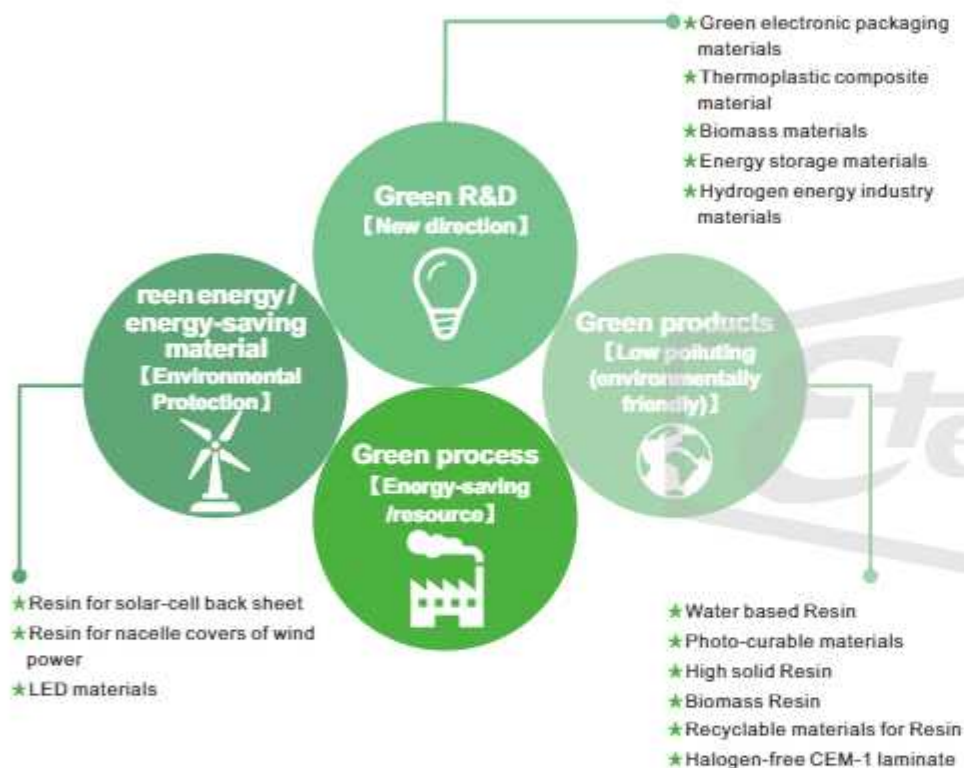 ★Green electronic packaging
materials
★Thermoplastic composite
material
★Biomass materials
★Energy storage materials
★Hydrogen energy industry
materials
Green R&D
【New direction】
reen energy /
energy-saving
material
【Environmental
Protection】
Green products
【Low polluting
(environmentally
friendly)】
Green process
【Energy-saving
/resource】
★Resin for solar-cell back sheet
★Resin for nacelle covers of wind
power
★LED materials
★Water based Resin
★Photo-curable materials
★High solid Resin
★Biomass Resin
★Recyclable materials for Resin
★Halogen-free CEM-1 laminate